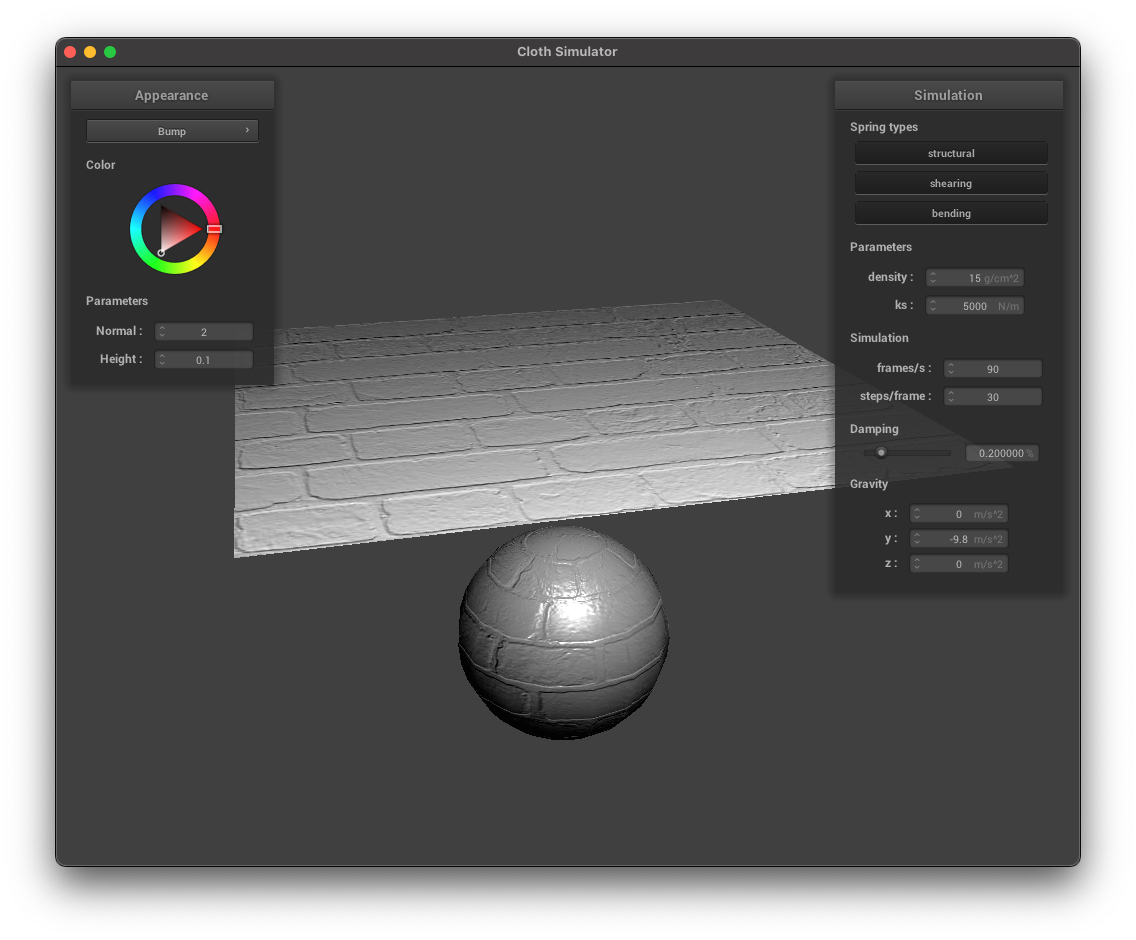 Cloth Simulator
Appearance
Bump ›
Color
Parameters
Normal : 2
Height : 0.1
Simulation
Spring types
structural
shearing
bending
Parameters
density : 15 g/cm^2
ks : 5000 N/m
Simulation
frames/s : 90
steps/frame : 30
Damping
0.200000 %
Gravity
x : 0 m/s^2
y : -9.8 m/s^2
z : 0 m/s^2